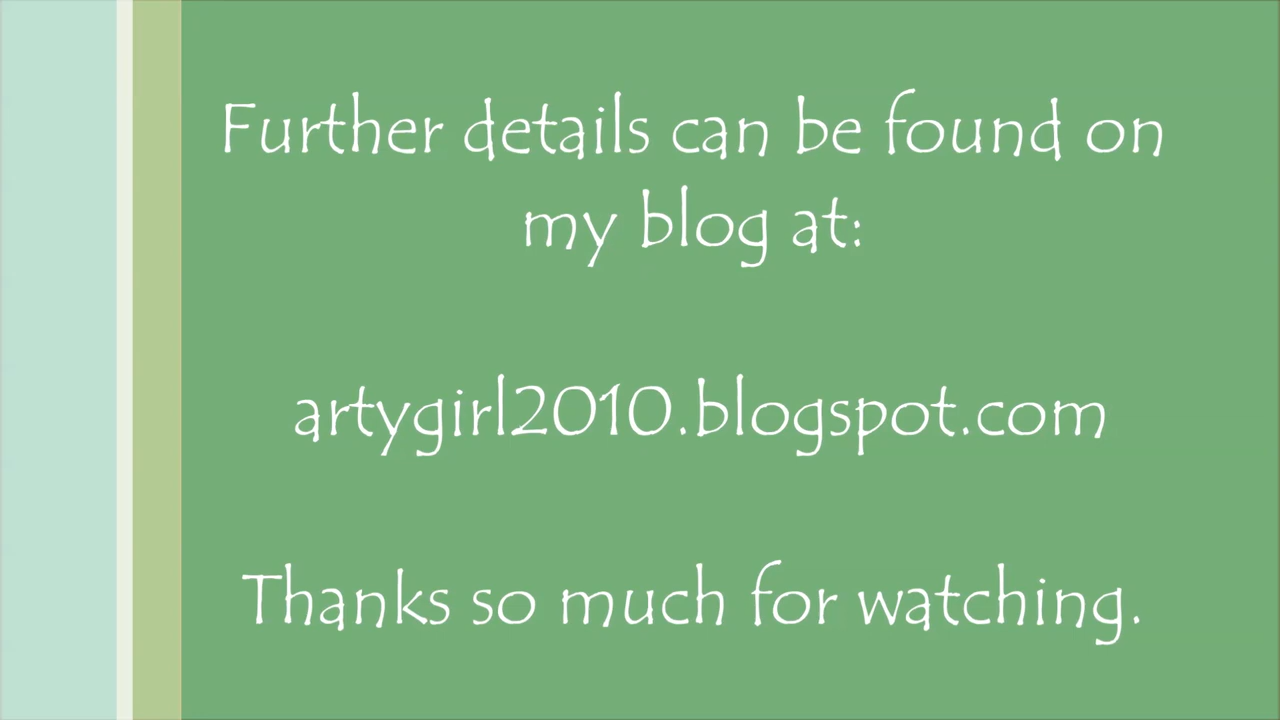 Further details can be found on
my blog at:
artygirl2010.blogspot.com
Thanks so much for watching.